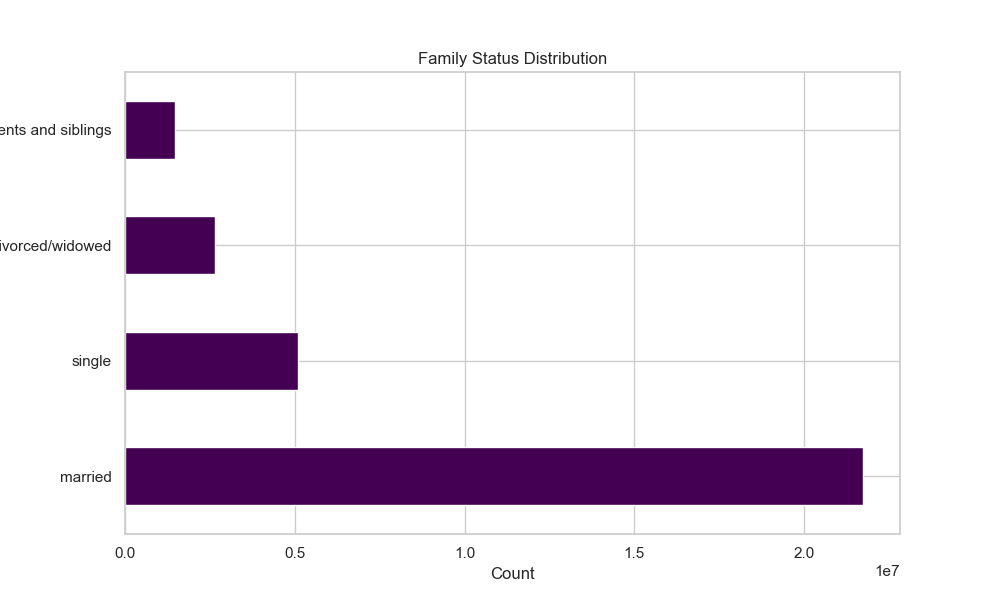 Family Status Distribution
ents and siblings
ivorced/widowed
single
married
0.0 0.5 1.0 1.5 2.0
1e7
Count